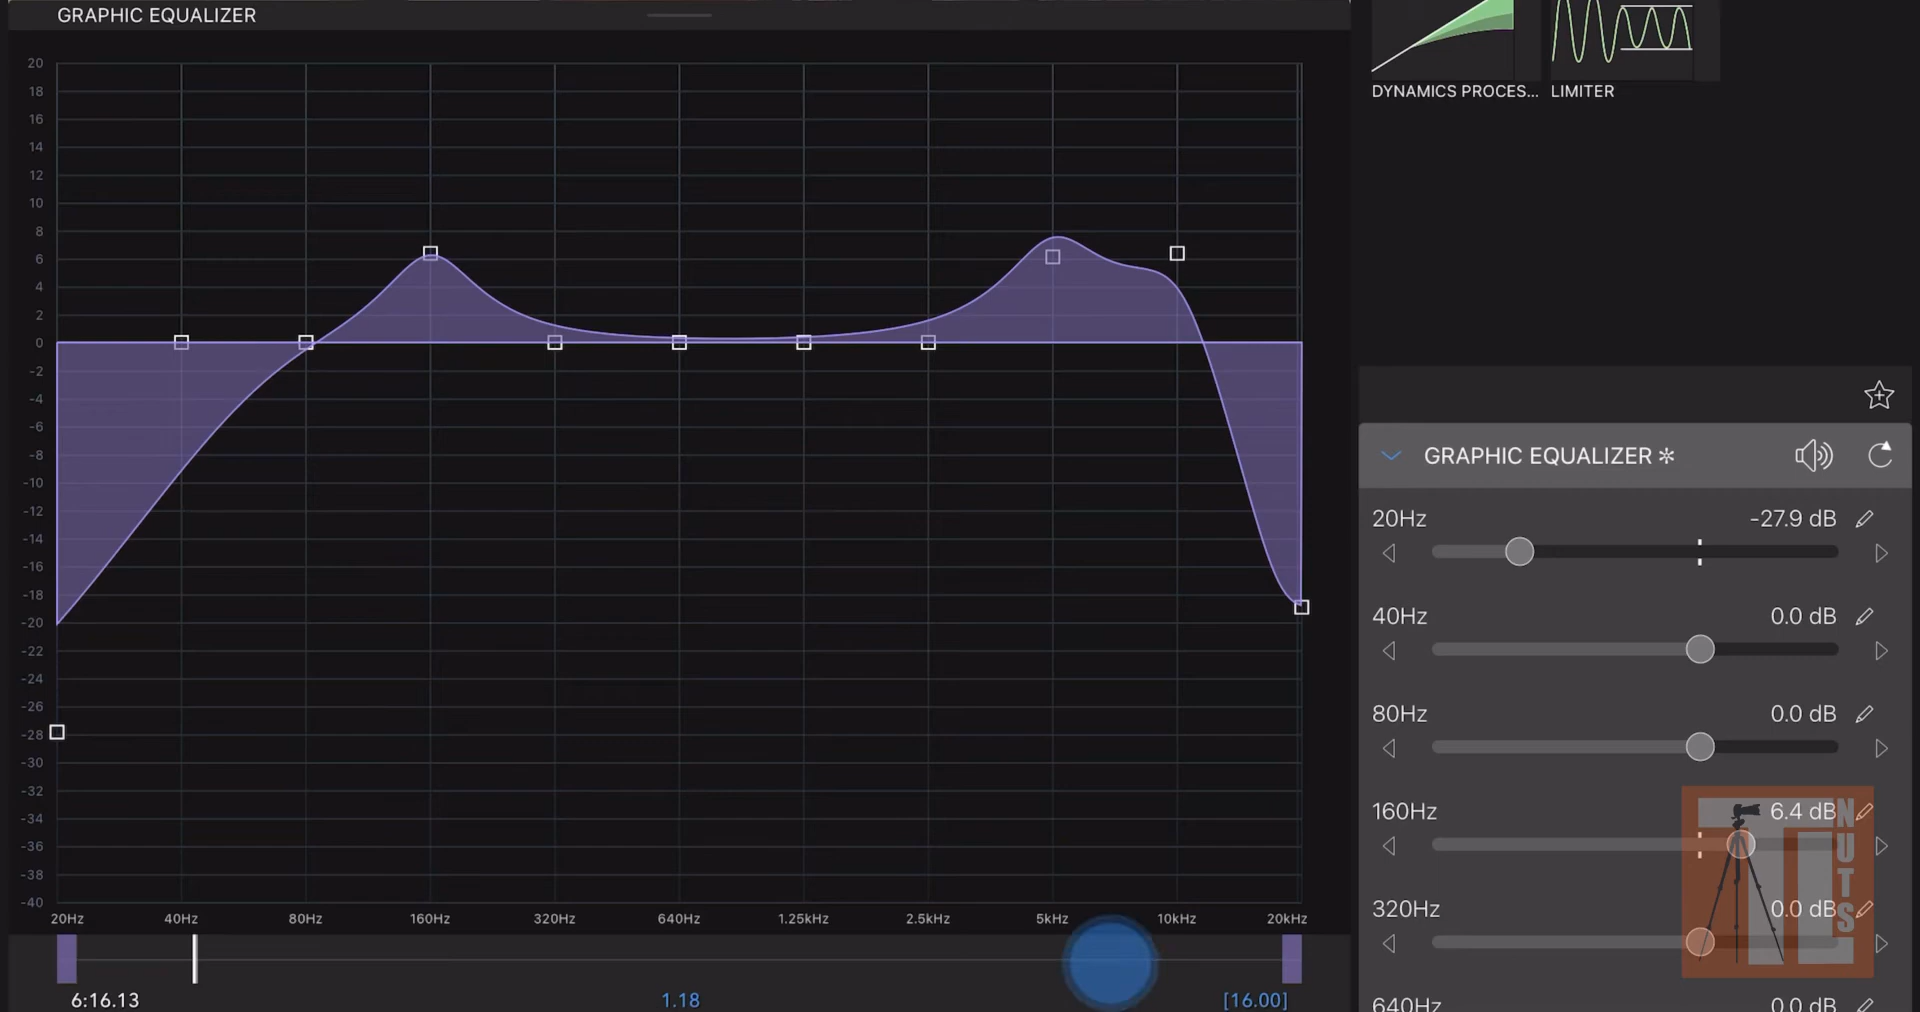 GRAPHIC EQUALIZER
20
18
16
14
12
10
8
6
4
2
0
-2
-4
-6
-8
-10
-12
-14
-16
-18
-20
-22
-24
-26
-28
-30
-32
-34
-36
-38
-40
20Hz 40Hz 80Hz 160Hz 320Hz 640Hz 1.25kHz 2.5kHz 5kHz 10kHz 20kHz
6:16.13 1.18 [16.00]
DYNAMICS PROCES... LIMITER
GRAPHIC EQUALIZER ✻
20Hz -27.9 dB
40Hz 0.0 dB
80Hz 0.0 dB
160Hz 6.4 dB
320Hz 0.0 dB
640Hz 0.0 dB
NUTS